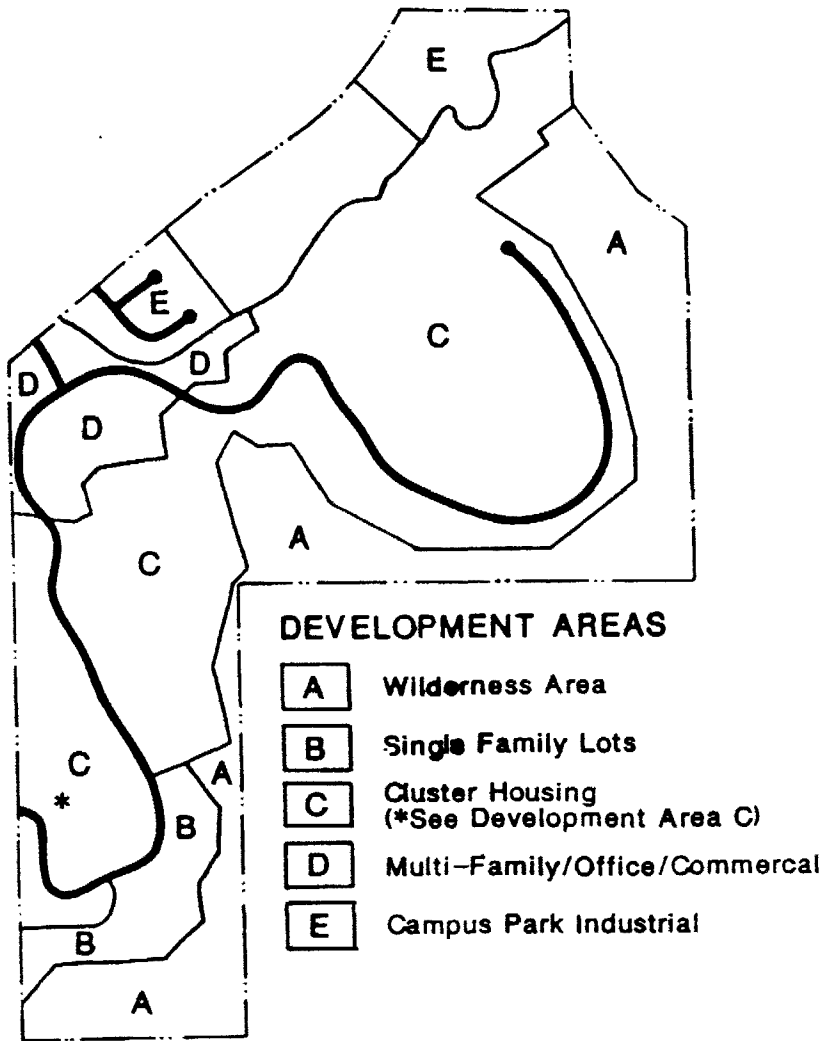 E
A
E
C
D
D
D
A
C
C
*
A
B
B
A
DEVELOPMENT AREAS
A Wilderness Area
B Single Family Lots
C Cluster Housing
(*See Development Area C)
D Multi-Family/Office/Commercal
E Campus Park Industrial